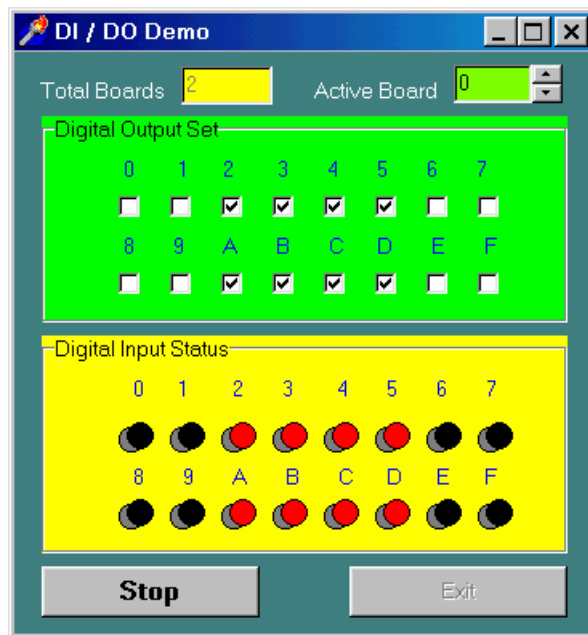 DI / DO Demo
Total Boards 2 Active Board 0
Digital Output Set
0 1 2 3 4 5 6 7
8 9 A B C D E F
Digital Input Status
0 1 2 3 4 5 6 7
8 9 A B C D E F
Stop Exit